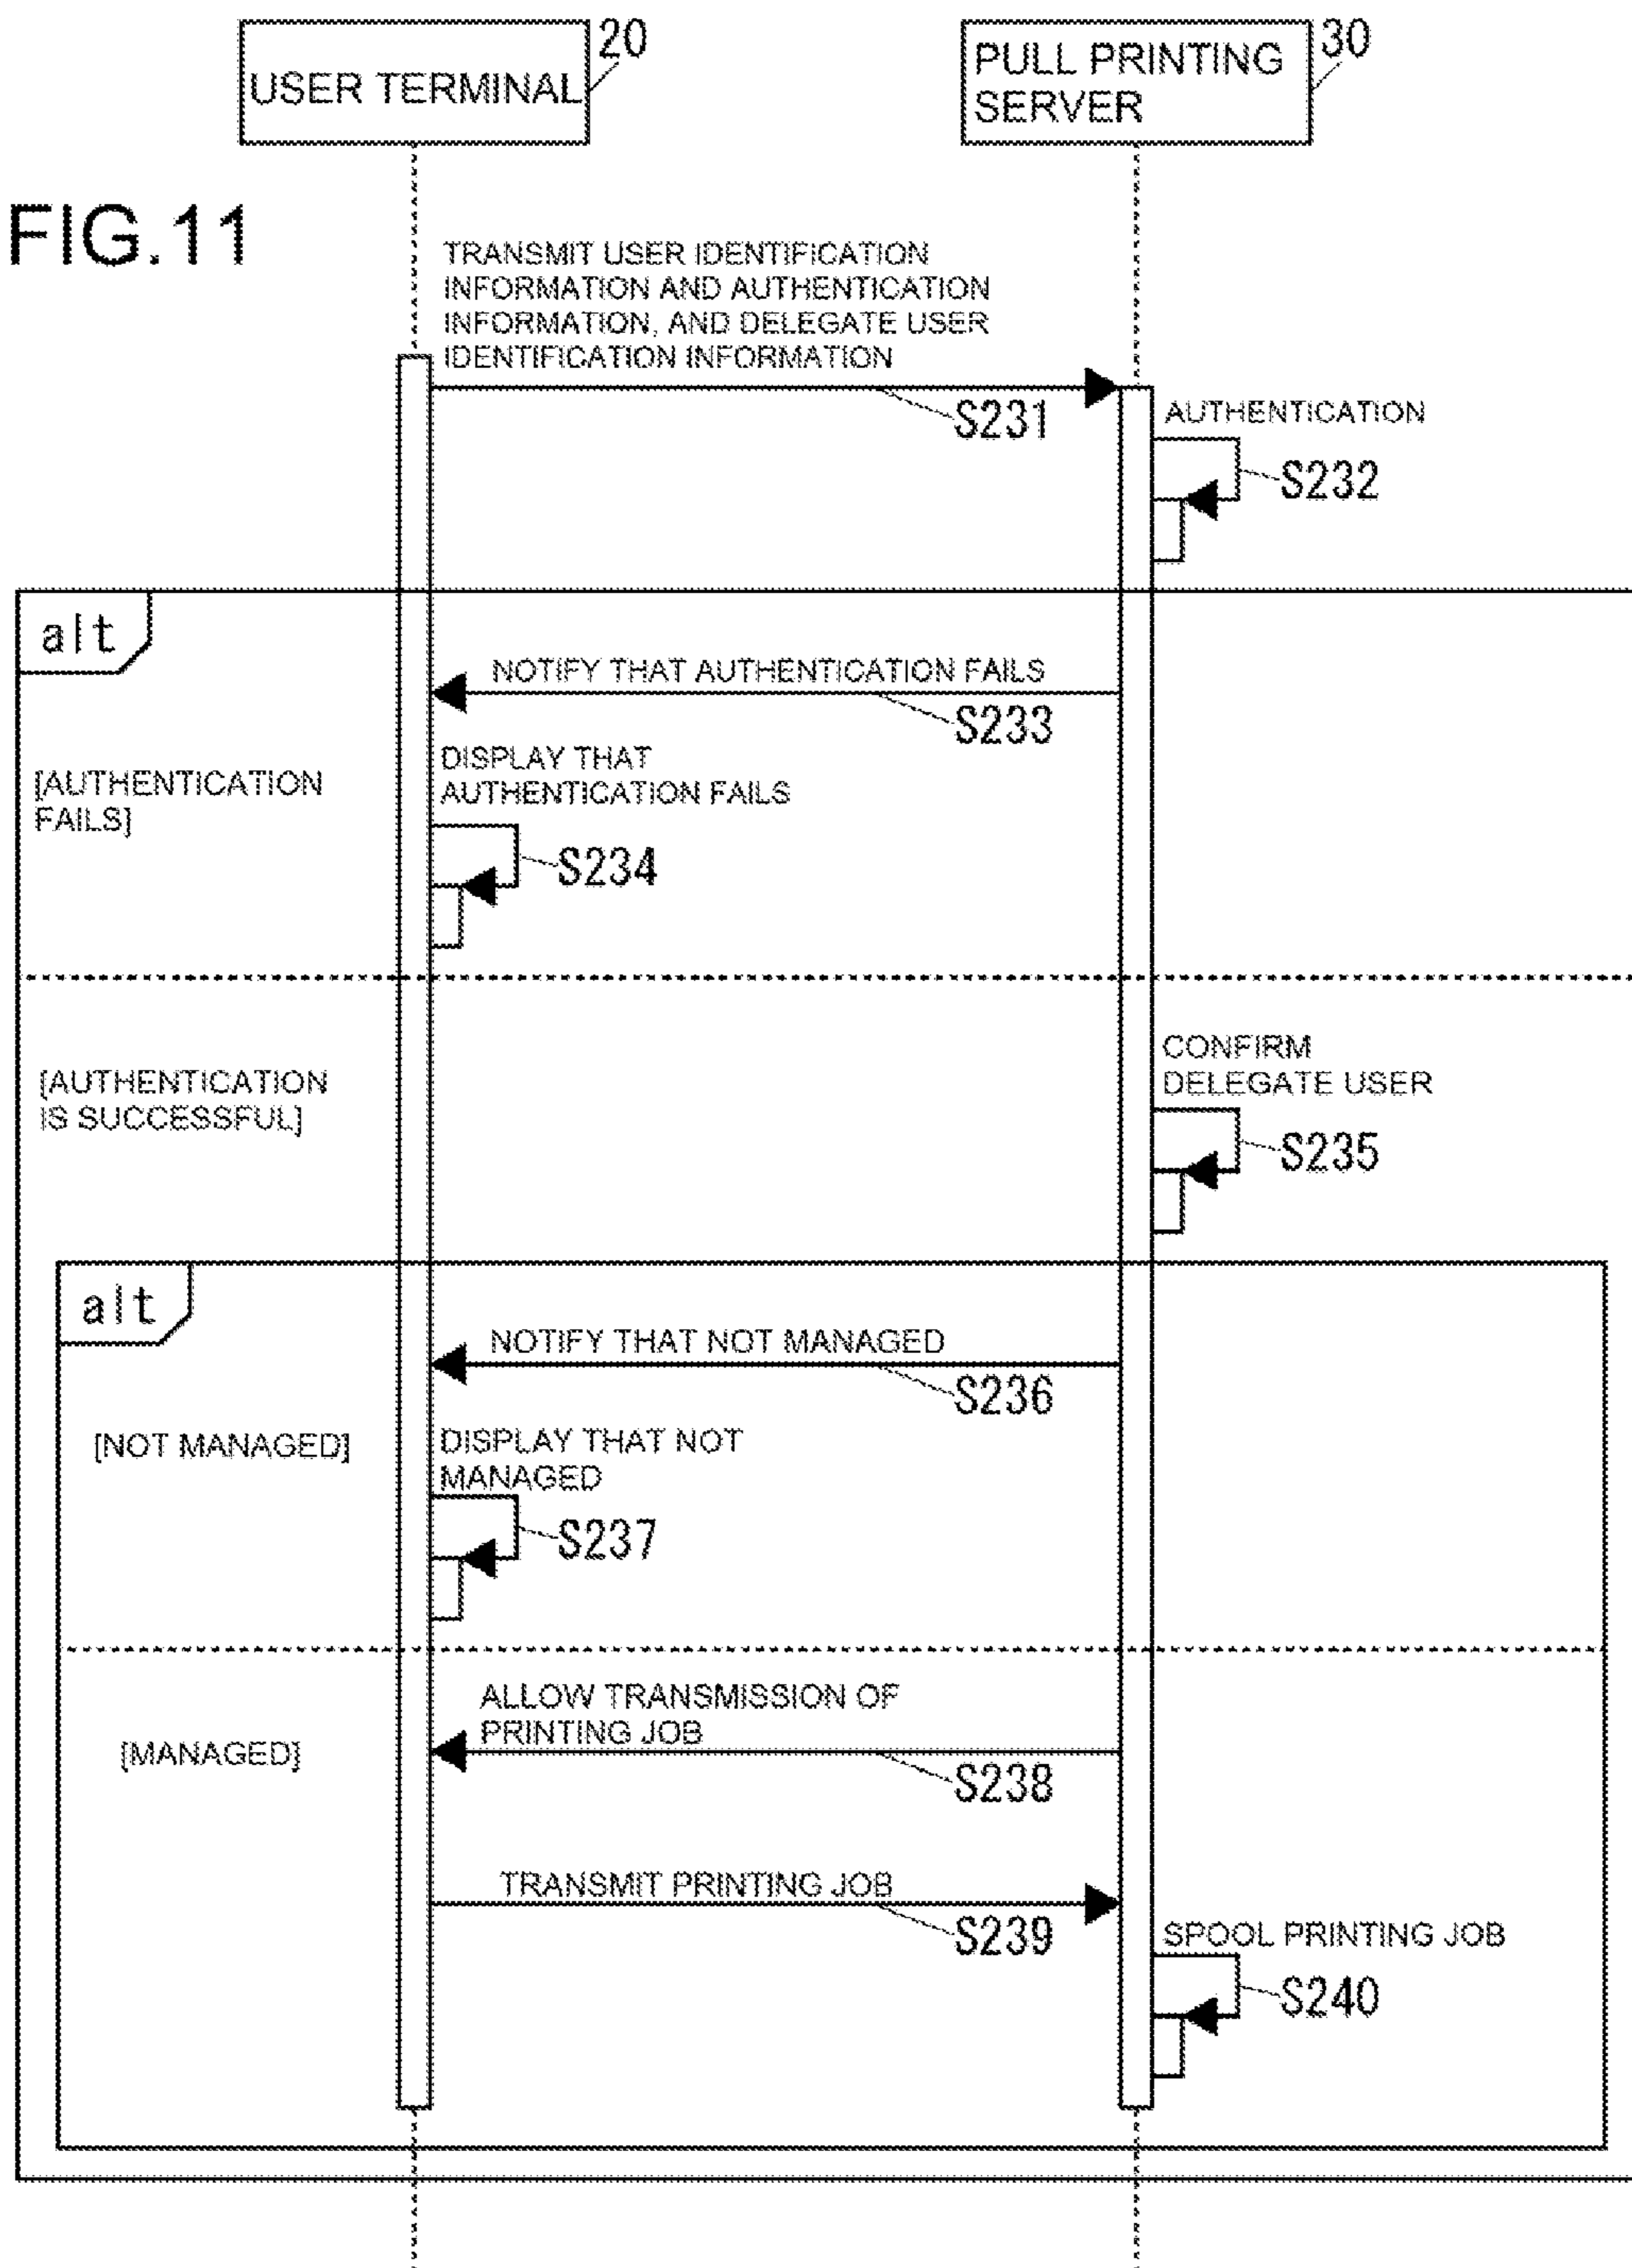 20
30
USER TERMINAL
PULL PRINTING
SERVER
FIG.11
TRANSMIT USER IDENTIFICATION
INFORMATION AND AUTHENTICATION
INFORMATION, AND DELEGATE USER
IDENTIFICATION INFORMATION
S231
AUTHENTICATION
S232
alt
NOTIFY THAT AUTHENTICATION FAILS
S233
[AUTHENTICATION
FAILS]
DISPLAY THAT
AUTHENTICATION FAILS
S234
[AUTHENTICATION
IS SUCCESSFUL]
CONFIRM
DELEGATE USER
S235
alt
NOTIFY THAT NOT MANAGED
S236
[NOT MANAGED]
DISPLAY THAT NOT
MANAGED
S237
ALLOW TRANSMISSION OF
PRINTING JOB
[MANAGED]
S238
TRANSMIT PRINTING JOB
S239
SPOOL PRINTING JOB
S240